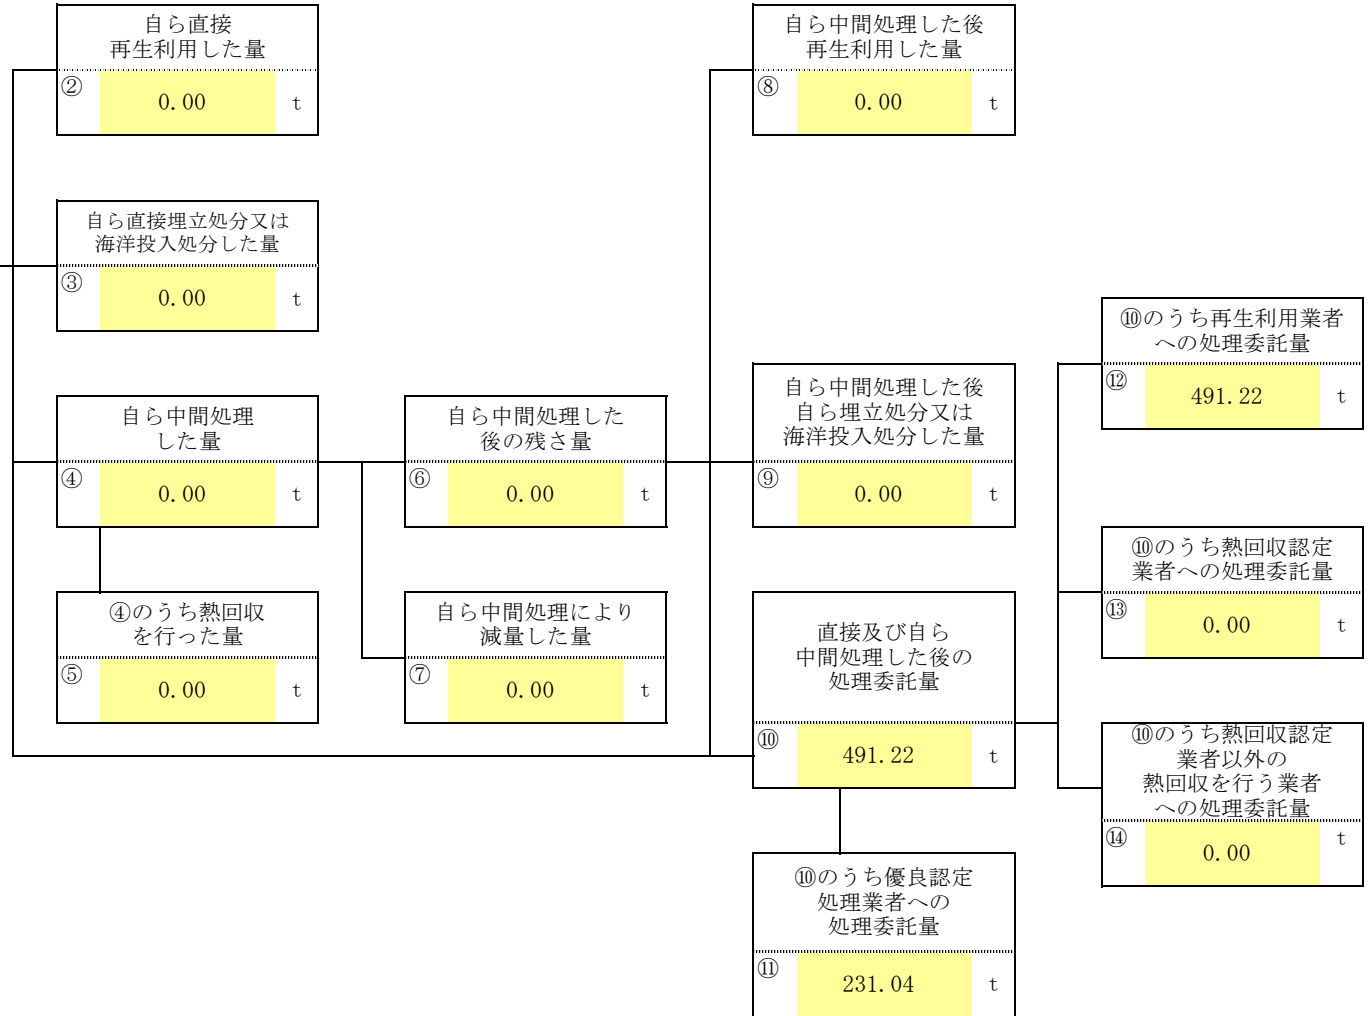 自ら直接
再生利用した量
②
0.00
t
自ら中間処理した後
再生利用した量
⑧
0.00
t
自ら直接埋立処分又は
海洋投入処分した量
③
0.00
t
⑩のうち再生利用業者
への処理委託量
⑫
491.22
t
自ら中間処理
した量
④
0.00
t
自ら中間処理した
後の残さ量
⑥
0.00
t
自ら中間処理した後
自ら埋立処分又は
海洋投入処分した量
⑨
0.00
t
⑩のうち熱回収認定
業者への処理委託量
⑬
0.00
t
④のうち熱回収
を行った量
⑤
0.00
t
自ら中間処理により
減量した量
⑦
0.00
t
直接及び自ら
中間処理した後の
処理委託量
⑩
491.22
t
⑩のうち熱回収認定
業者以外の
熱回収を行う業者
への処理委託量
⑭
0.00
t
⑩のうち優良認定
処理業者への
処理委託量
⑪
231.04
t